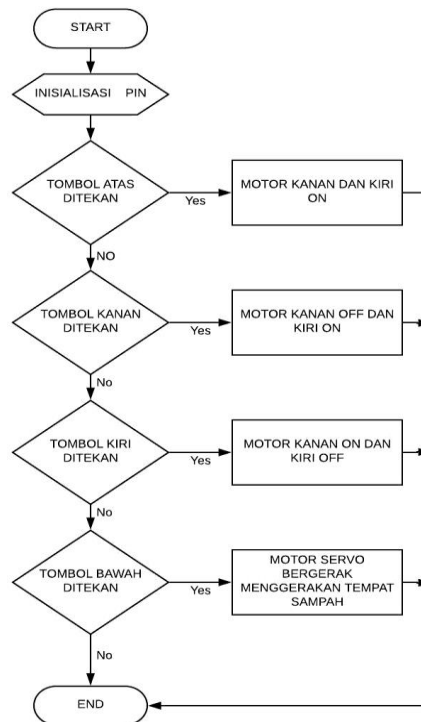 START
INISIALISASI PIN
TOMBOL ATAS
DITEKAN
Yes
MOTOR KANAN DAN KIRI
ON
NO
TOMBOL KANAN
DITEKAN
Yes
MOTOR KANAN OFF DAN
KIRI ON
No
TOMBOL KIRI
DITEKAN
Yes
MOTOR KANAN ON DAN
KIRI OFF
No
TOMBOL BAWAH
DITEKAN
Yes
MOTOR SERVO
BERGERAK
MENGGERAKAN TEMPAT
SAMPAH
No
END